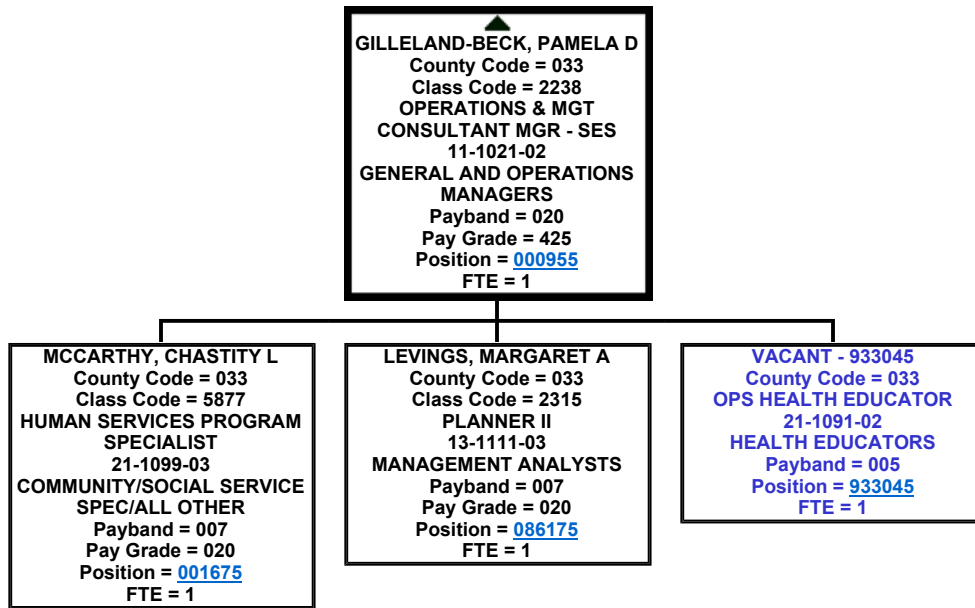 GILLELAND-BECK, PAMELA D
County Code = 033
Class Code = 2238
OPERATIONS & MGT
CONSULTANT MGR - SES
11-1021-02
GENERAL AND OPERATIONS
MANAGERS
Payband = 020
Pay Grade = 425
Position = 000955
FTE = 1
MCCARTHY, CHASTITY L
County Code = 033
Class Code = 5877
HUMAN SERVICES PROGRAM
SPECIALIST
21-1099-03
COMMUNITY/SOCIAL SERVICE
SPEC/ALL OTHER
Payband = 007
Pay Grade = 020
Position = 001675
FTE = 1
LEVINGS, MARGARET A
County Code = 033
Class Code = 2315
PLANNER II
13-1111-03
MANAGEMENT ANALYSTS
Payband = 007
Pay Grade = 020
Position = 086175
FTE = 1
VACANT - 933045
County Code = 033
OPS HEALTH EDUCATOR
21-1091-02
HEALTH EDUCATORS
Payband = 005
Position = 933045
FTE = 1